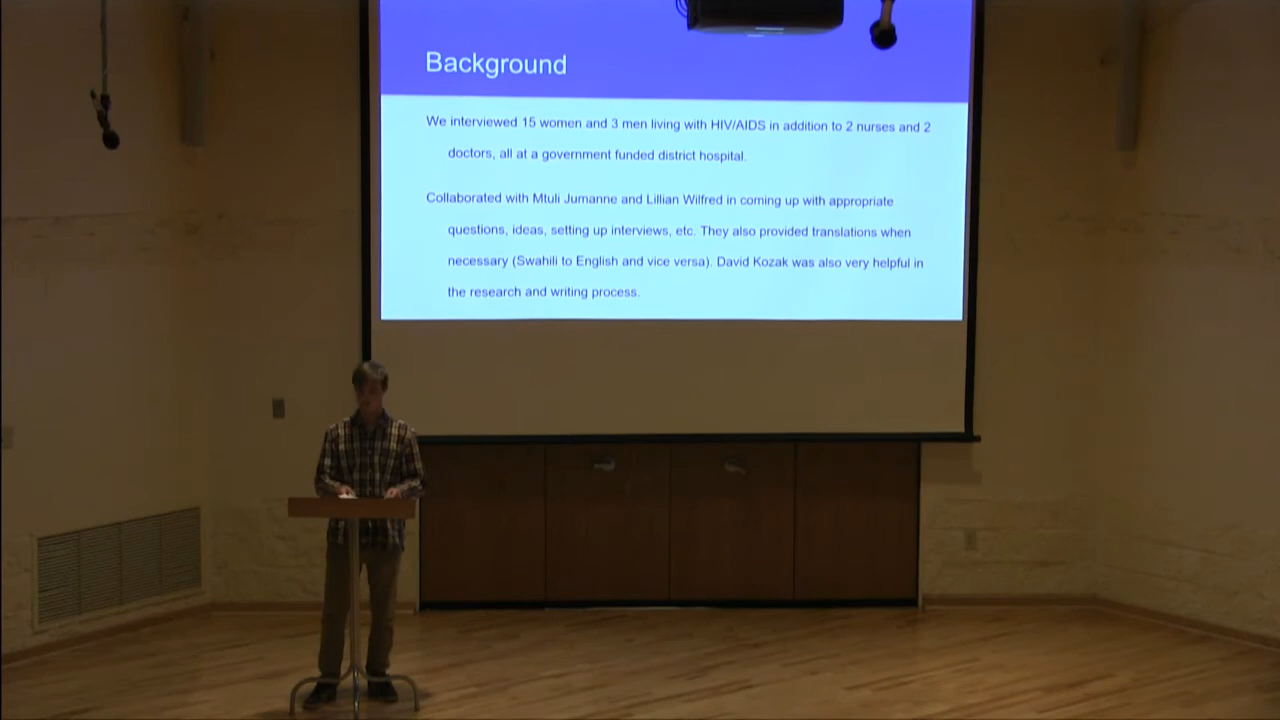 Background
We interviewed 15 women and 3 men living with HIV/AIDS in addition to 2 nurses and 2
doctors, all at a government funded district hospital.
Collaborated with Mtuli Jumanne and Lillian Wilfred in coming up with appropriate
questions, ideas, setting up interviews, etc. They also provided translations when
necessary (Swahili to English and vice versa). David Kozak was also very helpful in
the research and writing process.